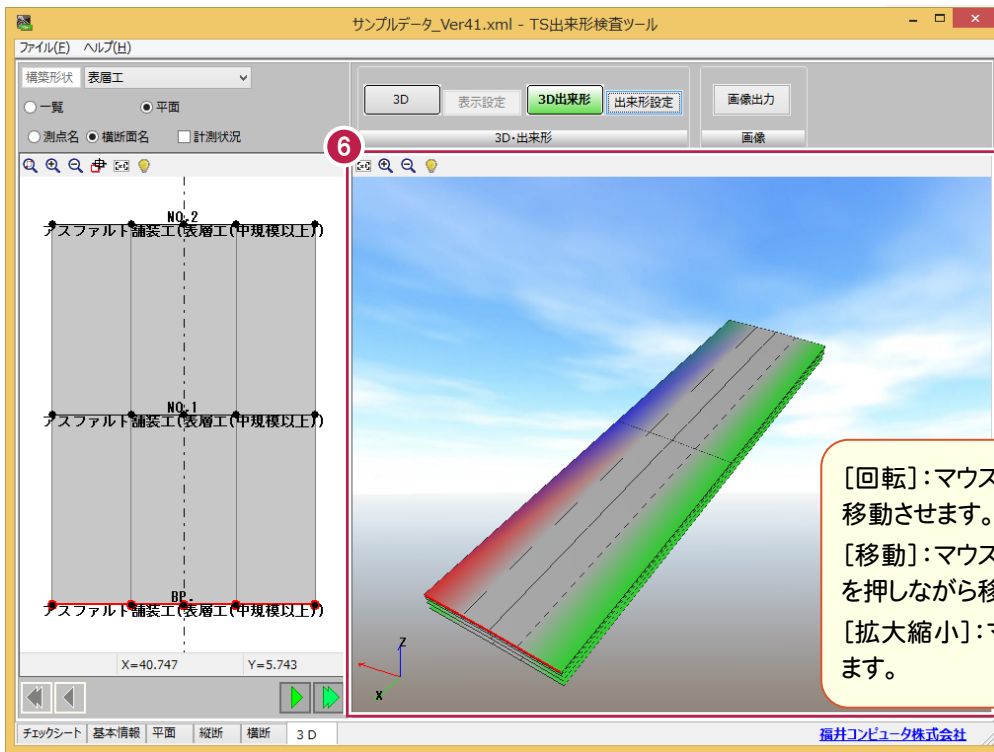 サンプルデータ_Ver41.xml - TS出来形検査ツール
ファイル(F) ヘルプ(H)
構築形状 表層工
一覧 平面
測点名 横断面名 計測状況
3D 表示設定 3D出来形 出来形設定
3D・出来形
画像出力
画像
6
NO.2
アスファルト舗装工(表層工(中規模以上))
NO.1
アスファルト舗装工(表層工(中規模以上))
BP.
アスファルト舗装工(表層工(中規模以上))
X=40.747 Y=5.743
Z
X
[回転]:マウス
移動させます。
[移動]:マウス
を押しながら移
[拡大縮小]:マ
ます。
チェックシート 基本情報 平面 縦断 横断 3D
福井コンピュータ株式会社